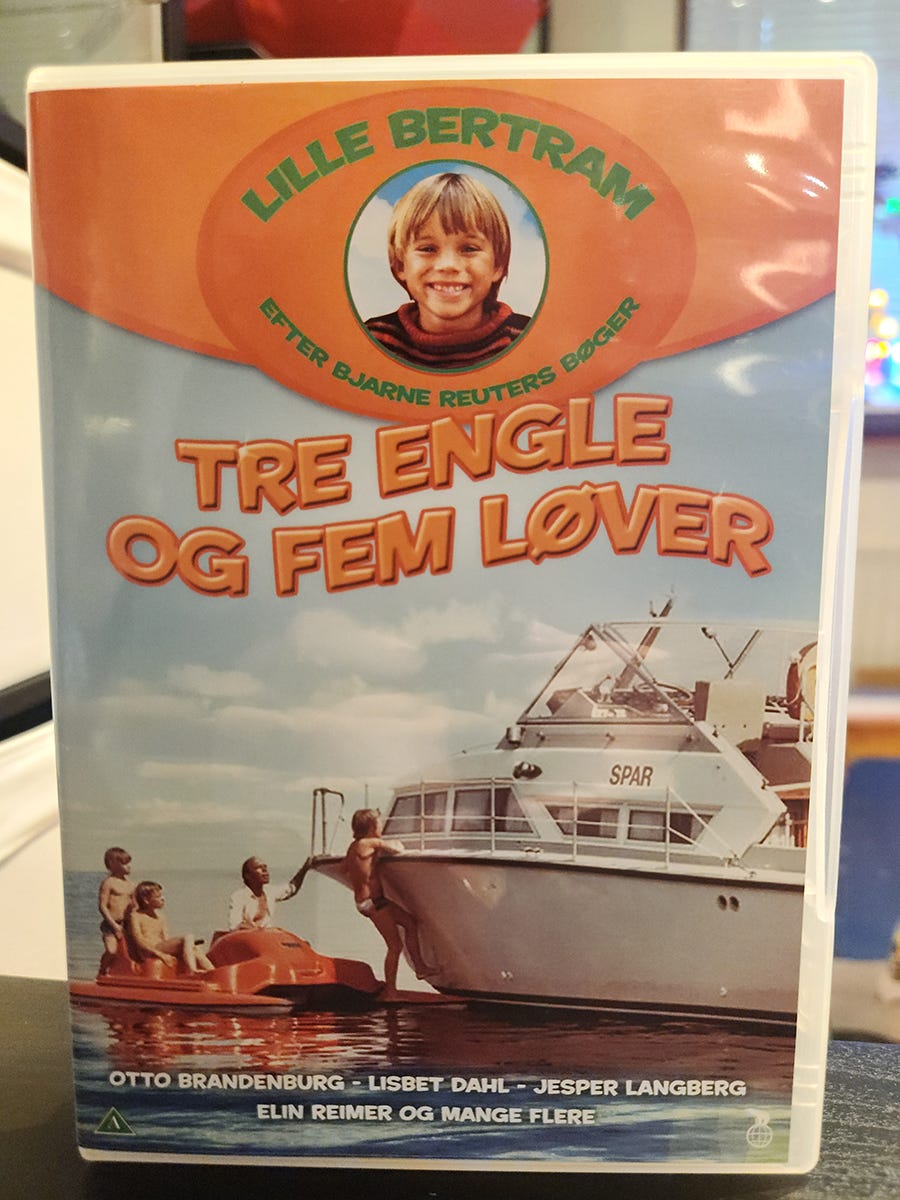 LILLE BERTRAM
EFTER BJARNE REUTERS BØGER
TRE ENGLE
OG FEM LØVER
SPAR
OTTO BRANDENBURG - LISBET DAHL - JESPER LANGBERG
ELIN REIMER OG MANGE FLERE
A